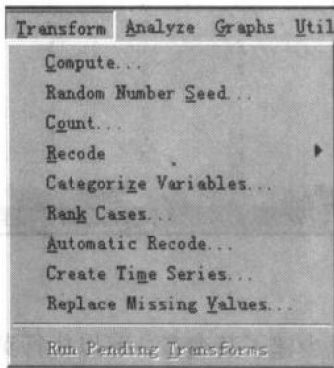 Transform Analyze Graphs Util
Compute...
Random Number Seed...
Count...
Recode
Categorize Variables...
Rank Cases...
Automatic Recode...
Create Time Series...
Replace Missing Values...
Run Pending Transforms